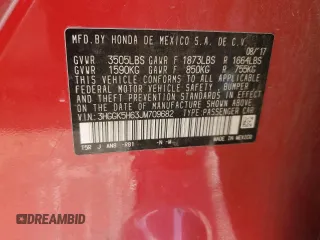 MFD.BY HONDA DE MEXICO S.A. DE C.V.
08/'17
GVWR 3505LBS GAWR F 1873LBS R 1664LBS
GVWR 1590KG GAWR F 850KG R 755KG
THIS VEHICLE CONFORMS TO ALL APPLICABLE
FEDERAL MOTOR VEHICLE SAFETY, BUMPER
AND THEFT PREVENTION STANDARDS IN EFFECT
ON THE DATE OF MANUFACTURE SHOWN ABOVE.
V I N: 3HGGK5H63JM709682 TYPE:PASSENGER CAR
MADE IN MEXICO
DREAMBID